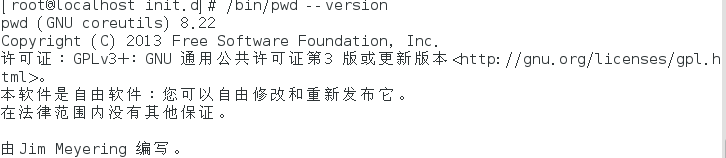 [root@localhost init.d]# /bin/pwd --version
pwd (GNU coreutils) 8.22
Copyright (C) 2013 Free Software Foundation, Inc.
许可证：GPLv3+：GNU 通用公共许可证第3 版或更新版本<http://gnu.org/licenses/gpl.h
tml>。
本软件是自由软件：您可以自由修改和重新发布它。
在法律范围内没有其他保证。
由Jim Meyering 编写。